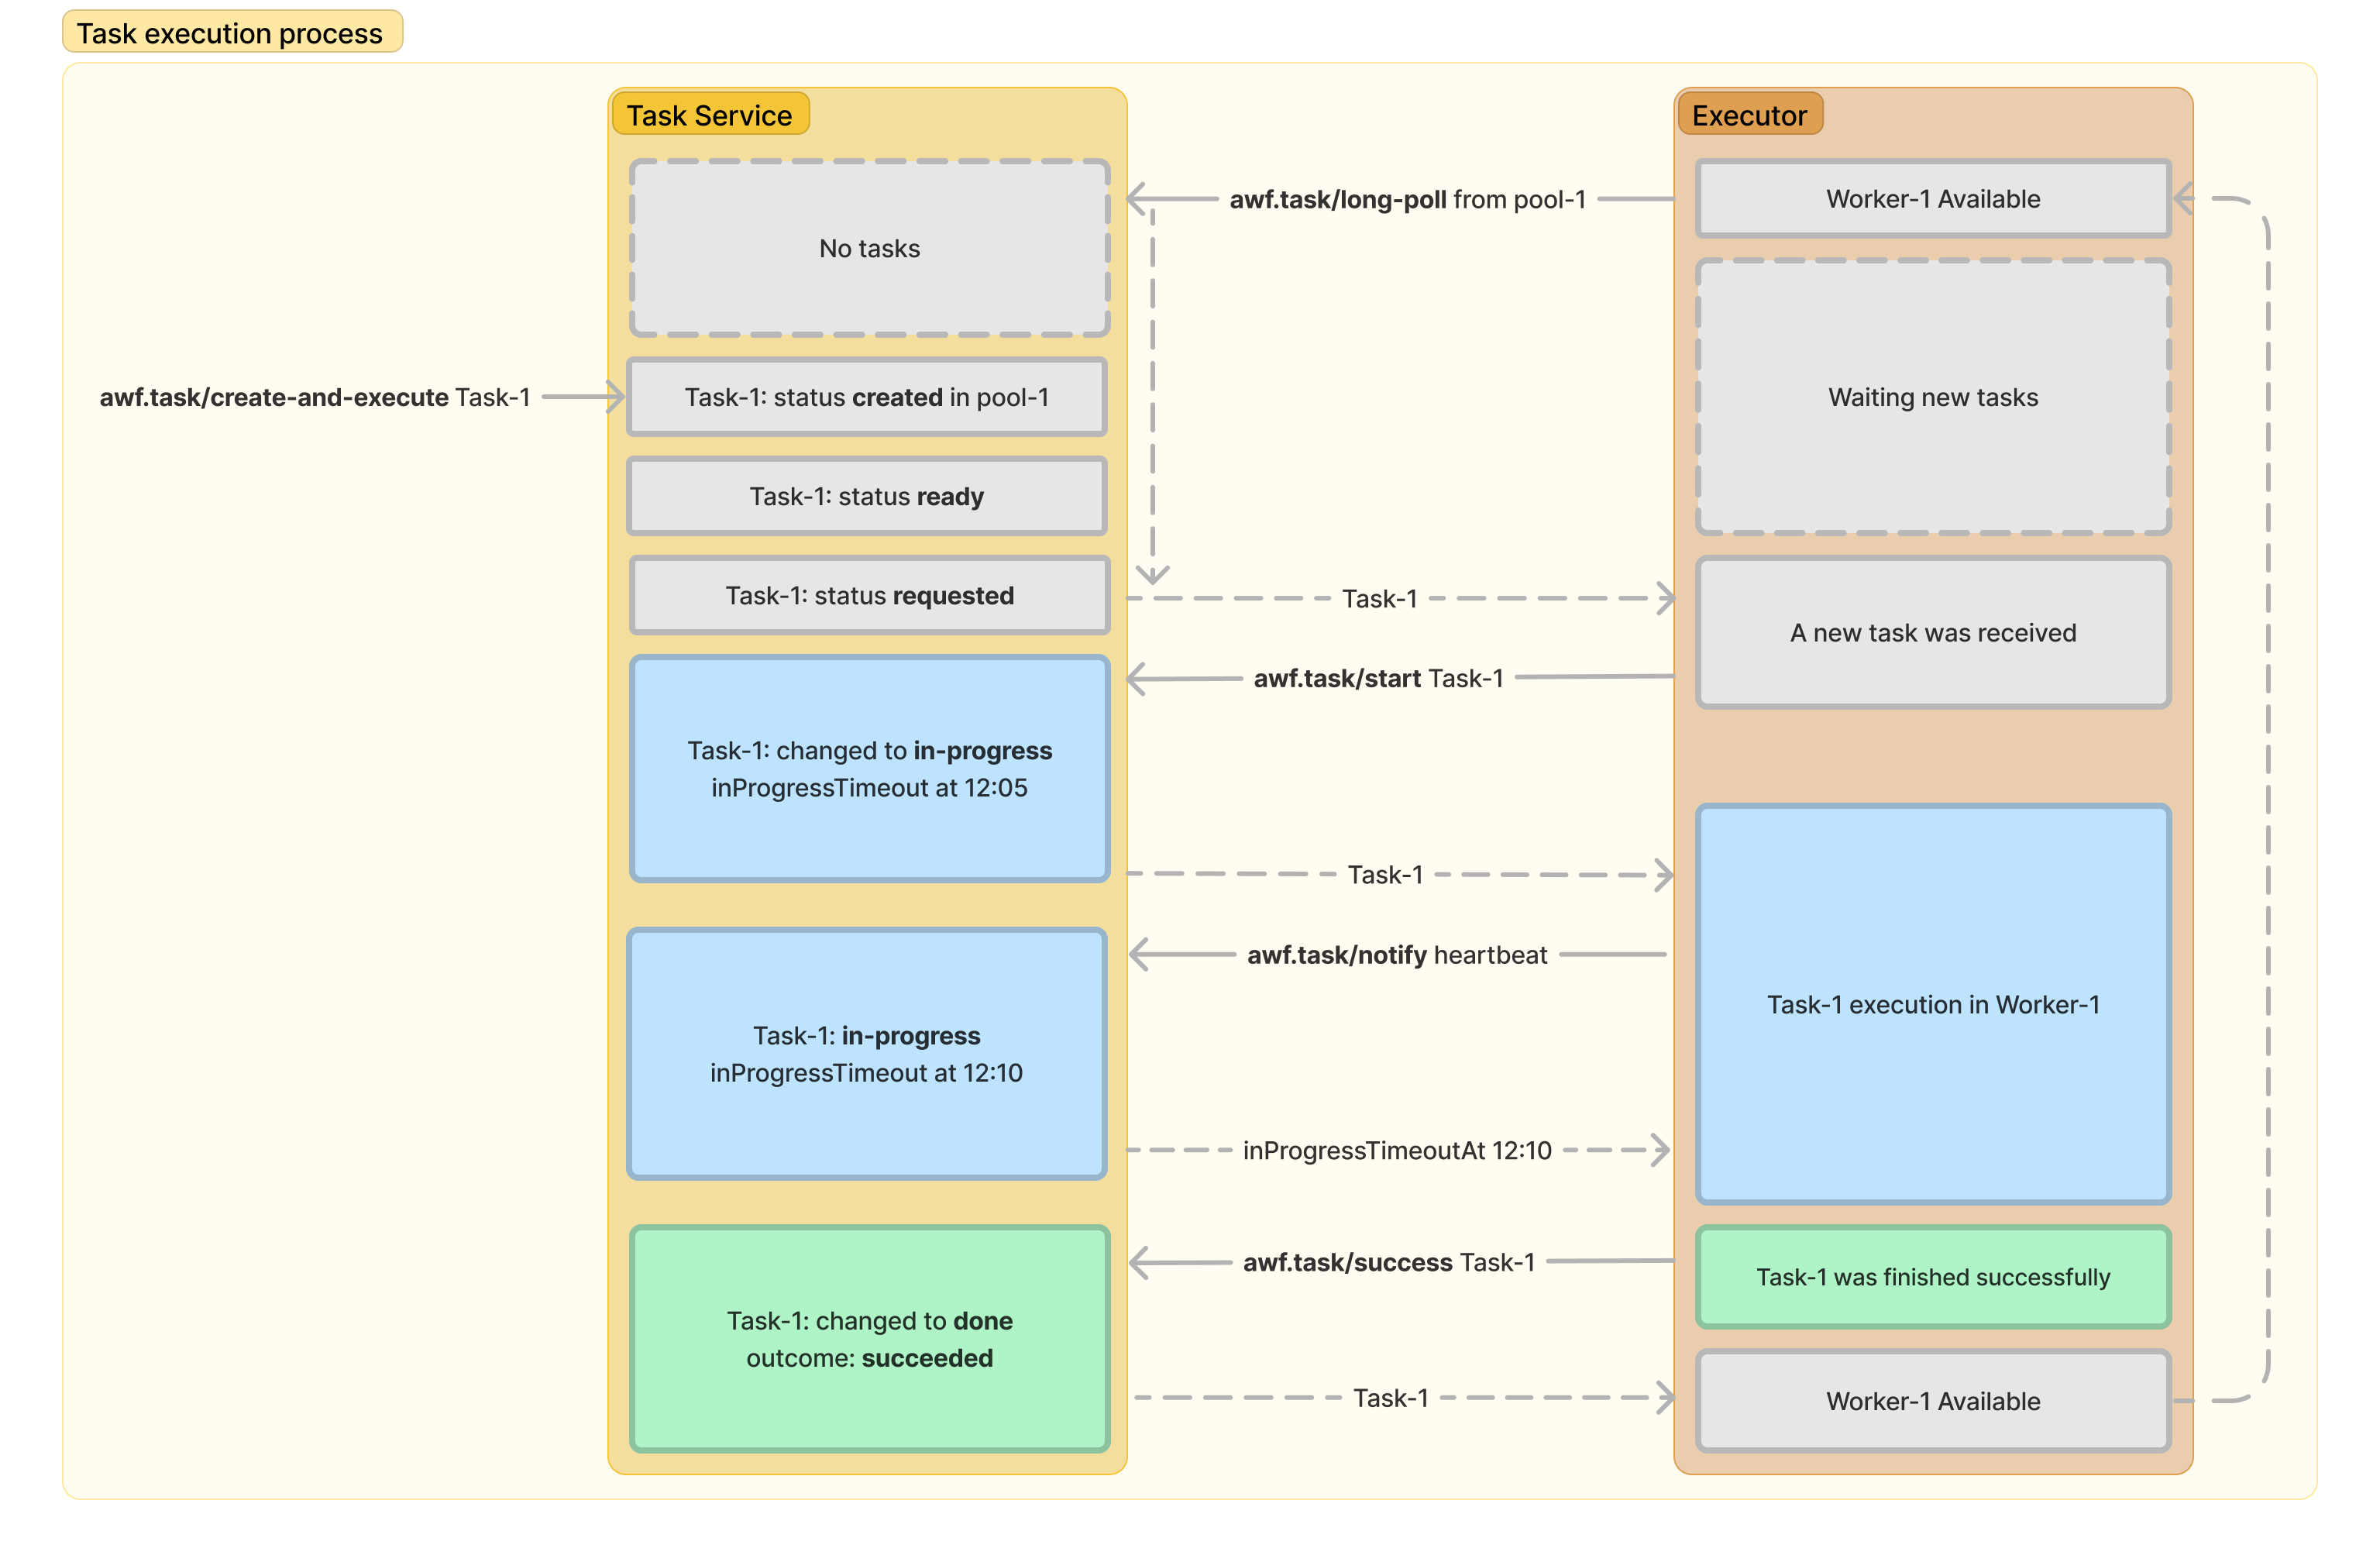 Task execution process
Task Service
Executor
No tasks
awf.task/long-poll from pool-1
Worker-1 Available
awf.task/create-and-execute Task-1
Task-1: status created in pool-1
Waiting new tasks
Task-1: status ready
Task-1: status requested
Task-1
A new task was received
awf.task/start Task-1
Task-1: changed to in-progress
inProgressTimeout at 12:05
Task-1
awf.task/notify heartbeat
Task-1 execution in Worker-1
Task-1: in-progress
inProgressTimeout at 12:10
inProgressTimeoutAt 12:10
awf.task/success Task-1
Task-1 was finished successfully
Task-1: changed to done
outcome: succeeded
Task-1
Worker-1 Available